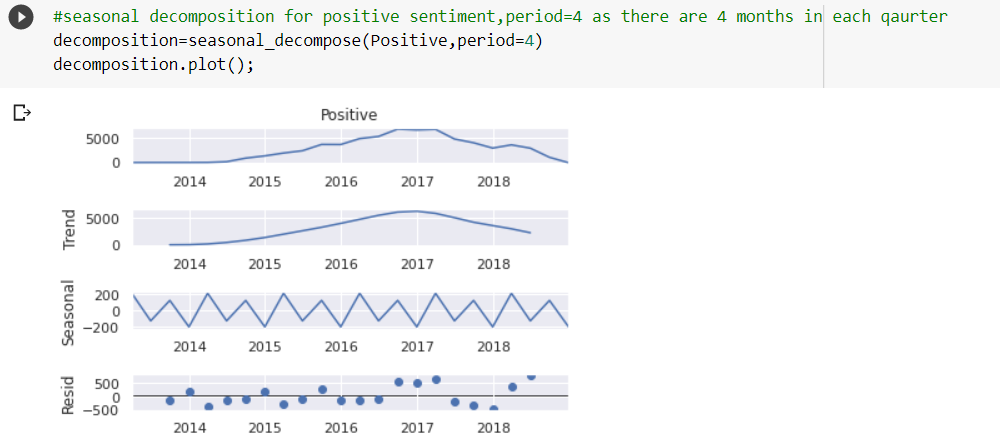 #seasonal decomposition for positive sentiment,period=4 as there are 4 months in each qaurter
decomposition=seasonal_decompose(Positive,period=4)
decomposition.plot();
Positive
5000
0
2014 2015 2016 2017 2018
Trend
5000
0
2014 2015 2016 2017 2018
Seasonal
200
0
−200
2014 2015 2016 2017 2018
Resid
500
0
−500
2014 2015 2016 2017 2018